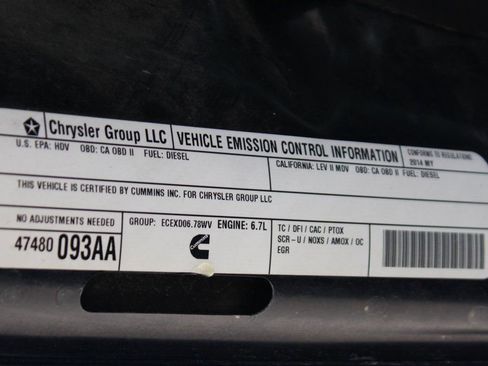 Chrysler Group LLC VEHICLE EMISSION CONTROL INFORMATION CONFORMS TO REGULATIONS:
2014 MY
U.S. EPA: HDV OBD: CA OBD II FUEL: DIESEL
CALIFORNIA: LEV II MDV OBD: CA OBD II FUEL: DIESEL
THIS VEHICLE IS CERTIFIED BY CUMMINS INC. FOR CHRYSLER GROUP LLC
NO ADJUSTMENTS NEEDED
47480 093AA
GROUP: ECEXD06.78WV ENGINE: 6.7L
TC / DFI / CAC / PTOX
SCR-U / NOXS / AMOX / OC
EGR